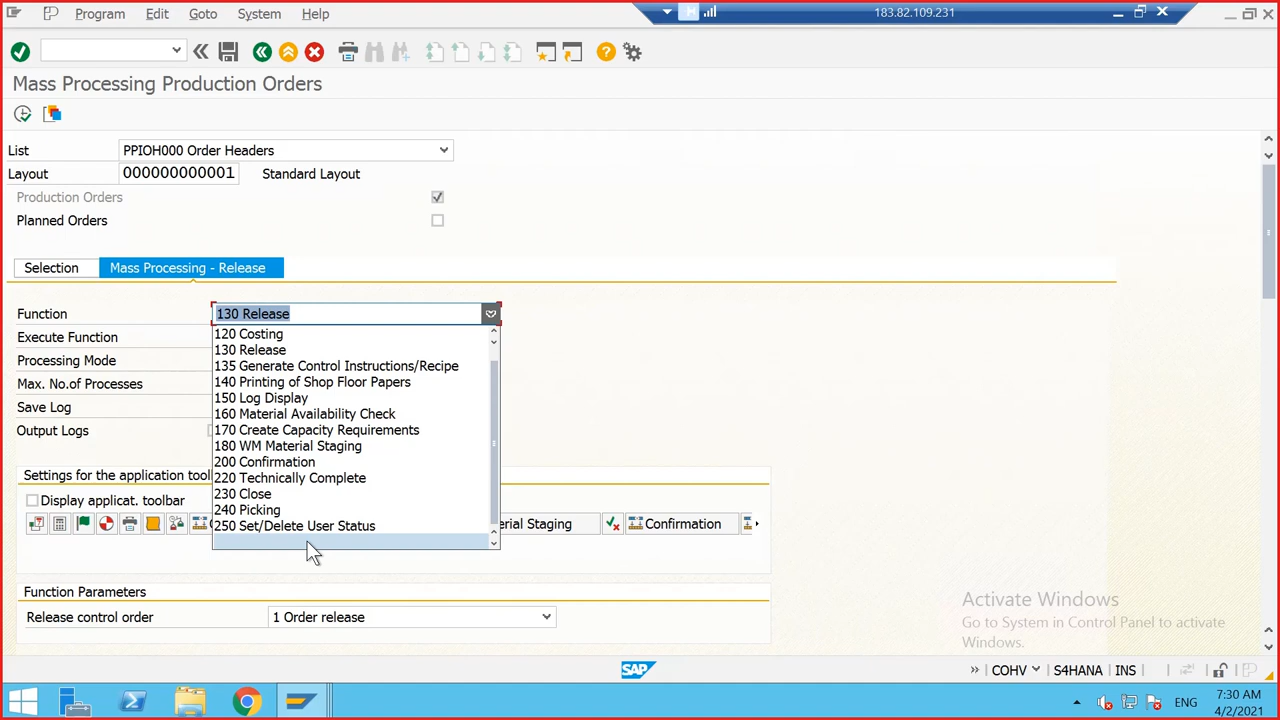 Program Edit Goto System Help
183.82.109.231
Mass Processing Production Orders
List PPIOH000 Order Headers
Layout 000000000001 Standard Layout
Production Orders
Planned Orders
Selection Mass Processing - Release
Function 130 Release
120 Costing
Execute Function
130 Release
Processing Mode
135 Generate Control Instructions/Recipe
Max. No.of Processes
140 Printing of Shop Floor Papers
150 Log Display
Save Log
160 Material Availability Check
Output Logs
170 Create Capacity Requirements
180 WM Material Staging
200 Confirmation
Settings for the application tool
220 Technically Complete
230 Close
Display applicat. toolbar
240 Picking
250 Set/Delete User Status
erial Staging Confirmation
Function Parameters
Release control order 1 Order release
Activate Windows
Go to System in Control Panel to activate
Windows.
SAP
COHV S4HANA INS
ENG
7:30 AM
4/2/2021